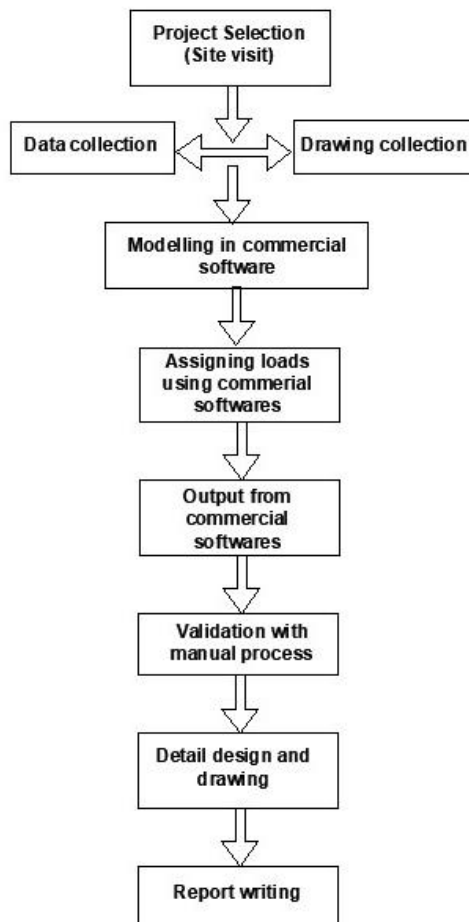 Project Selection
(Site visit)
Data collection
Drawing collection
Modelling in commercial
software
Assigning loads
using commerial
softwares
Output from
commercial
softwares
Validation with
manual process
Detail design and
drawing
Report writing